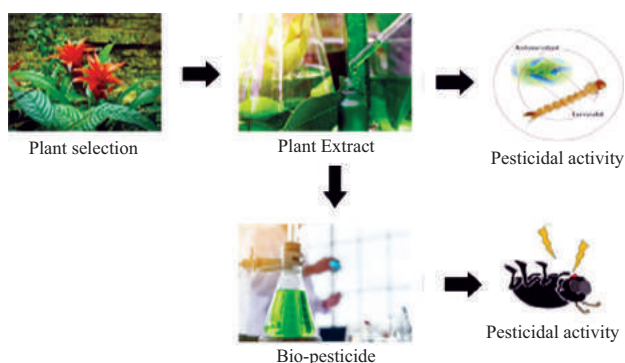 Plant selection
Plant Extract
Pesticidal activity
Bio-pesticide
Pesticidal activity